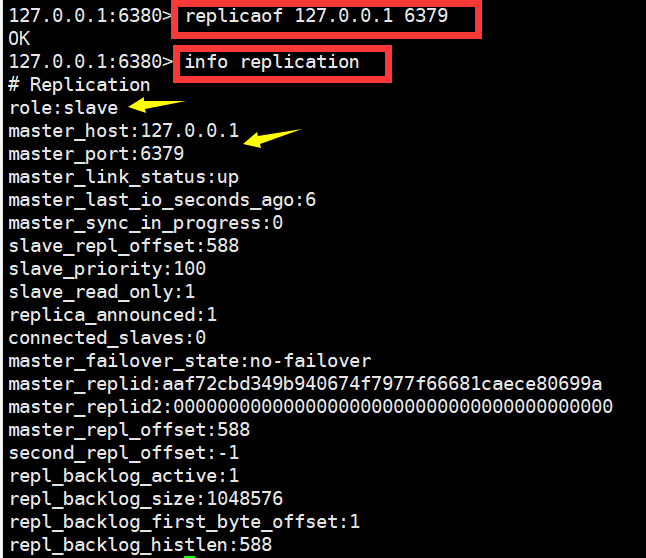 127.0.0.1:6380> replicaof 127.0.0.1 6379
OK
127.0.0.1:6380> info replication
# Replication
role:slave
master_host:127.0.0.1
master_port:6379
master_link_status:up
master_last_io_seconds_ago:6
master_sync_in_progress:0
slave_repl_offset:588
slave_priority:100
slave_read_only:1
replica_announced:1
connected_slaves:0
master_failover_state:no-failover
master_replid:aaf72cbd349b940674f7977f66681caece80699a
master_replid2:0000000000000000000000000000000000000000
master_repl_offset:588
second_repl_offset:-1
repl_backlog_active:1
repl_backlog_size:1048576
repl_backlog_first_byte_offset:1
repl_backlog_histlen:588